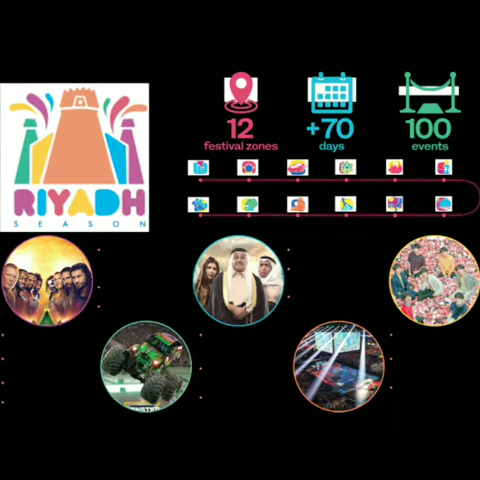 RIYADH
SEASON
12
festival zones
+70
days
100
events